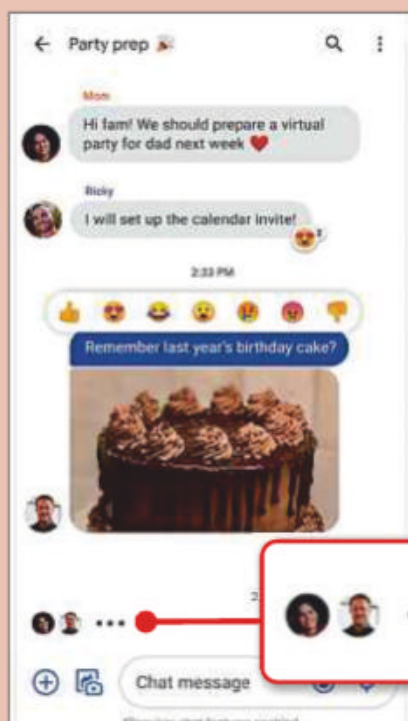 Party prep 🎉
Mom
Hi fam! We should prepare a virtual
party for dad next week ❤️
Ricky
I will set up the calendar invite!
2:33 PM
Remember last year's birthday cake?
Chat message